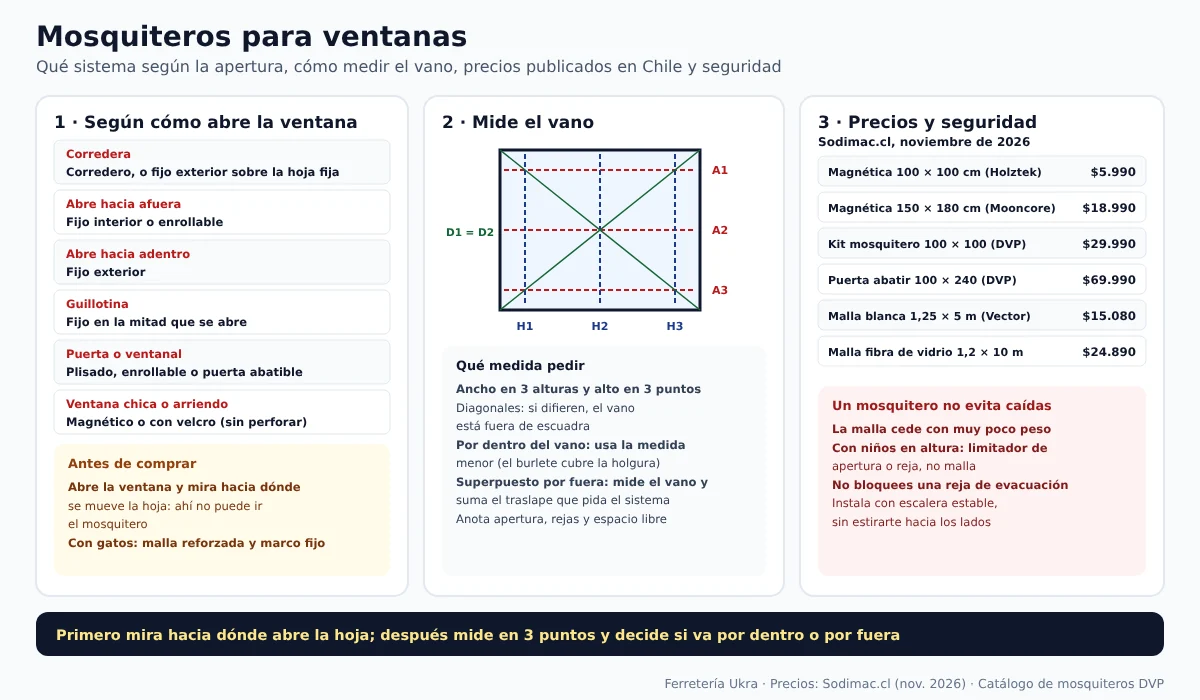 Mosquiteros para ventanas
Qué sistema según la apertura, cómo medir el vano, precios publicados en Chile y seguridad
1 · Según cómo abre la ventana
Corredera
Corredero, o fijo exterior sobre la hoja fija
Abre hacia afuera
Fijo interior o enrollable
Abre hacia adentro
Fijo exterior
Guillotina
Fijo en la mitad que se abre
Puerta o ventanal
Plisado, enrollable o puerta abatible
Ventana chica o arriendo
Magnético o con velcro (sin perforar)
Antes de comprar
Abre la ventana y mira hacia dónde
se mueve la hoja: ahí no puede ir
el mosquitero
Con gatos: malla reforzada y marco fijo
2 · Mide el vano
A1
D1 = D2
A2
A3
H1
H2
H3
Qué medida pedir
Ancho en 3 alturas y alto en 3 puntos
Diagonales: si difieren, el vano
está fuera de escuadra
Por dentro del vano: usa la medida
menor (el burlete cubre la holgura)
Superpuesto por fuera: mide el vano y
suma el traslape que pida el sistema
Anota apertura, rejas y espacio libre
3 · Precios y seguridad
Sodimac.cl, noviembre de 2026
Magnética 100 × 100 cm (Holztek) $5.990
Magnética 150 × 180 cm (Mooncore) $18.990
Kit mosquitero 100 × 100 (DVP) $29.990
Puerta abatir 100 × 240 (DVP) $69.990
Malla blanca 1,25 × 5 m (Vector) $15.080
Malla fibra de vidrio 1,2 × 10 m $24.890
Un mosquitero no evita caídas
La malla cede con muy poco peso
Con niños en altura: limitador de
apertura o reja, no malla
No bloquees una reja de evacuación
Instala con escalera estable,
sin estirarte hacia los lados
Primero mira hacia dónde abre la hoja; después mide en 3 puntos y decide si va por dentro o por fuera
Ferretería Ukra · Precios: Sodimac.cl (nov. 2026) · Catálogo de mosquiteros DVP